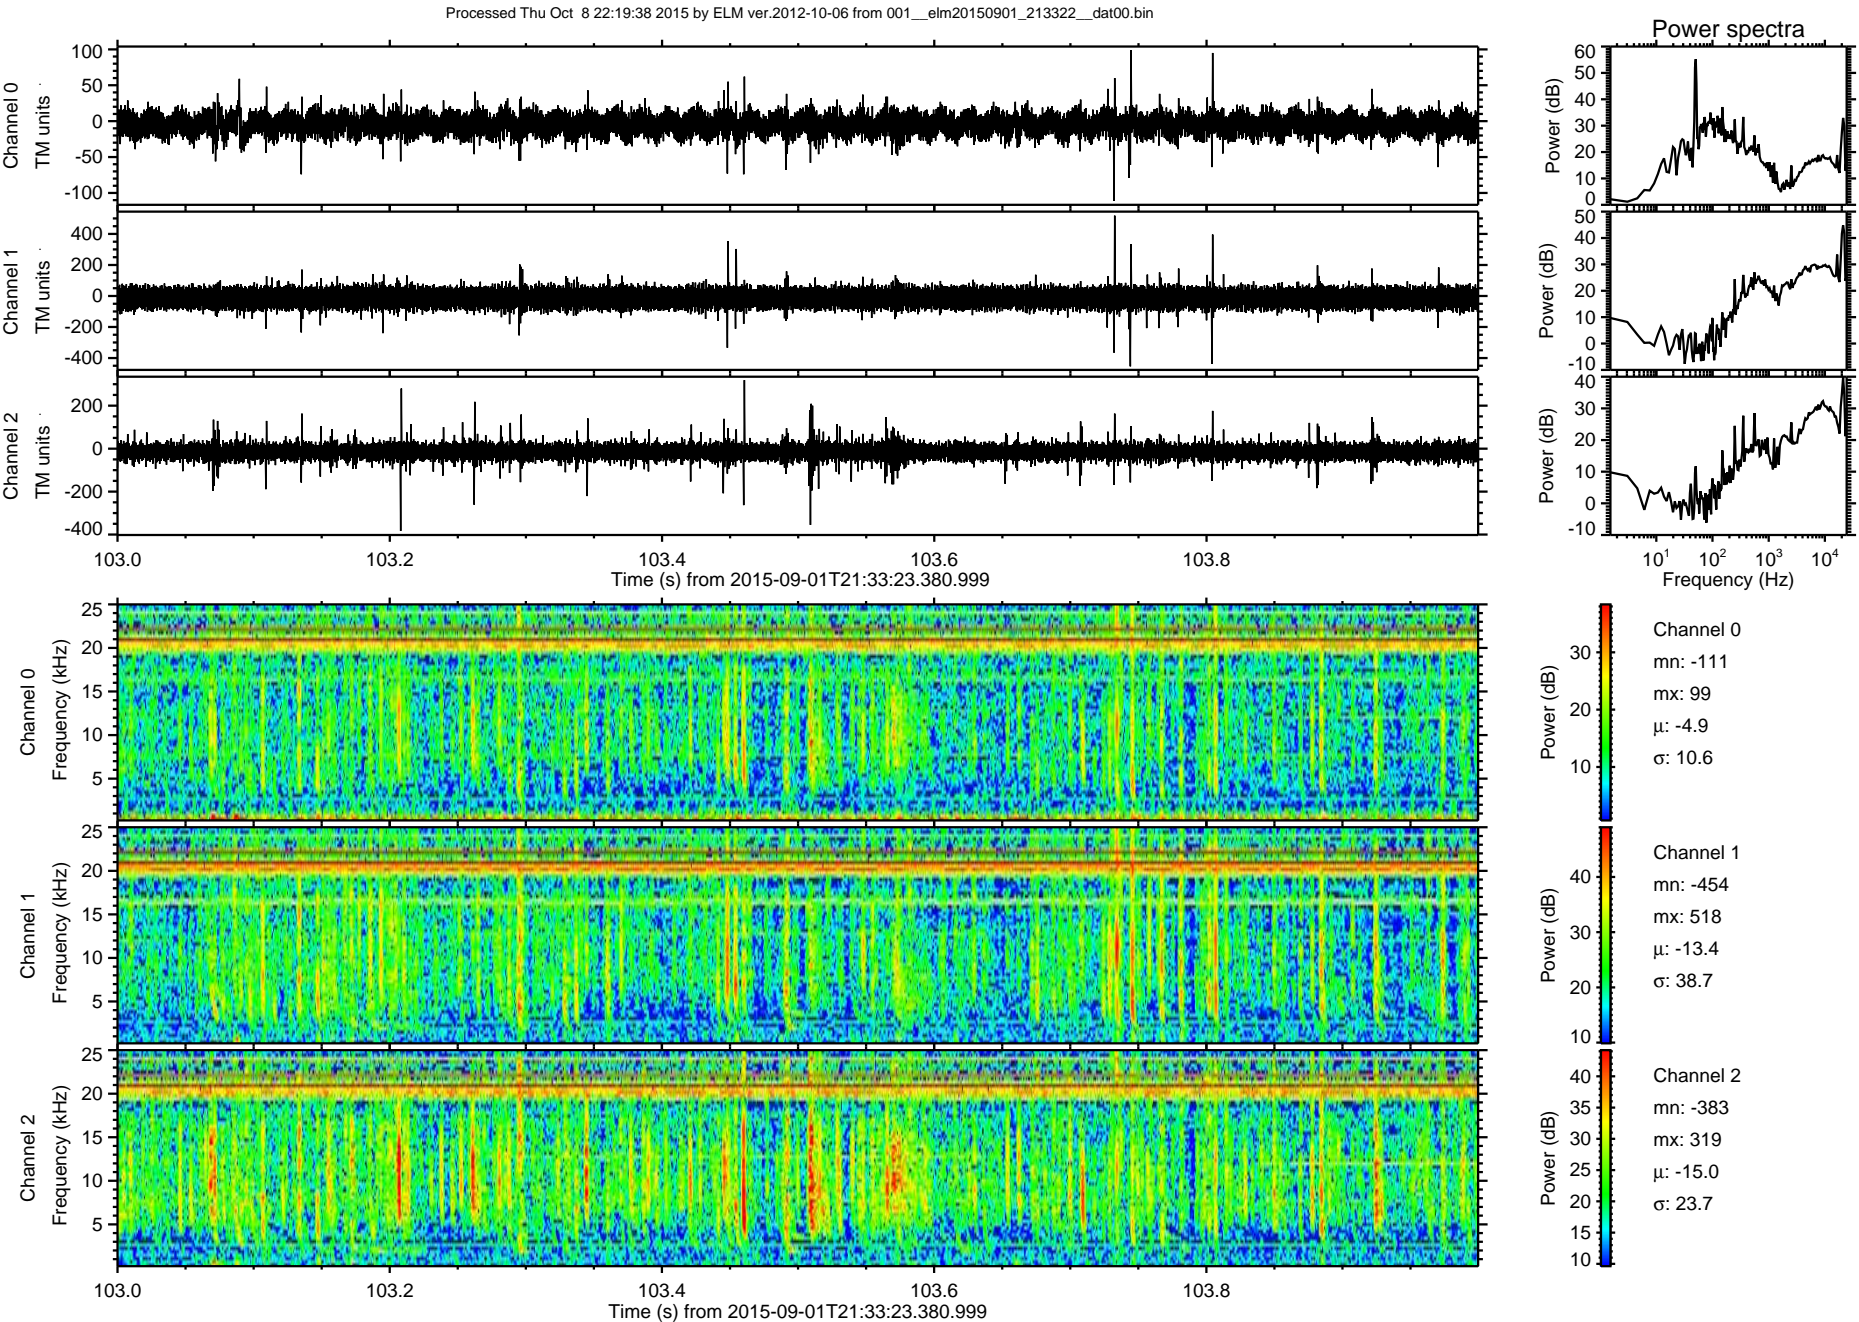 Processed Thu Oct  8 22:19:38 2015 by ELM ver.2012-10-06 from 001__elm20150901_213322__dat00.bin
Power spectra
Channel 0
TM units
100
50
0
-50
-100
Power (dB)
60
50
40
30
20
10
0
Channel 1
TM units
400
200
0
-200
-400
Power (dB)
50
40
30
20
10
0
-10
Channel 2
TM units
200
0
-200
-400
Power (dB)
40
30
20
10
0
-10
103.0
103.2
103.4
103.6
103.8
Time (s) from 2015-09-01T21:33:23.380.999
10^1
10^2
10^3
10^4
Frequency (Hz)
Channel 0
Frequency (kHz)
25
20
15
10
5
Power (dB)
30
20
10
Channel 0
mn: -111
mx: 99
μ: -4.9
σ: 10.6
Channel 1
Frequency (kHz)
25
20
15
10
5
Power (dB)
40
30
20
10
Channel 1
mn: -454
mx: 518
μ: -13.4
σ: 38.7
Channel 2
Frequency (kHz)
25
20
15
10
5
Power (dB)
40
35
30
25
20
15
10
Channel 2
mn: -383
mx: 319
μ: -15.0
σ: 23.7
103.0
103.2
103.4
103.6
103.8
Time (s) from 2015-09-01T21:33:23.380.999